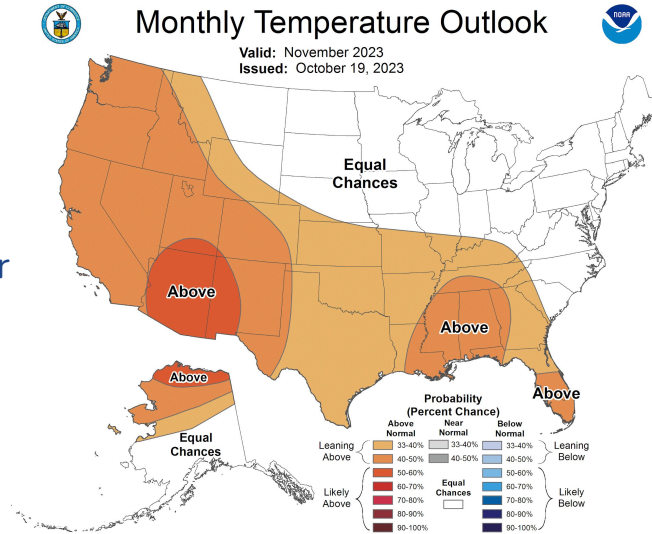 Monthly Temperature Outlook
NOAA
Valid: November 2023
Issued: October 19, 2023
Equal
Chances
r
Above
Above
Above
Above
Equal
Chances
Probability
(Percent Chance)
Above
Normal
Near
Normal
Below
Normal
Leaning
Above
33-40%
40-50%
33-40%
40-50%
33-40%
40-50%
Leaning
Below
Likely
Above
50-60%
60-70%
70-80%
80-90%
90-100%
Equal
Chances
50-60%
60-70%
70-80%
80-90%
90-100%
Likely
Below